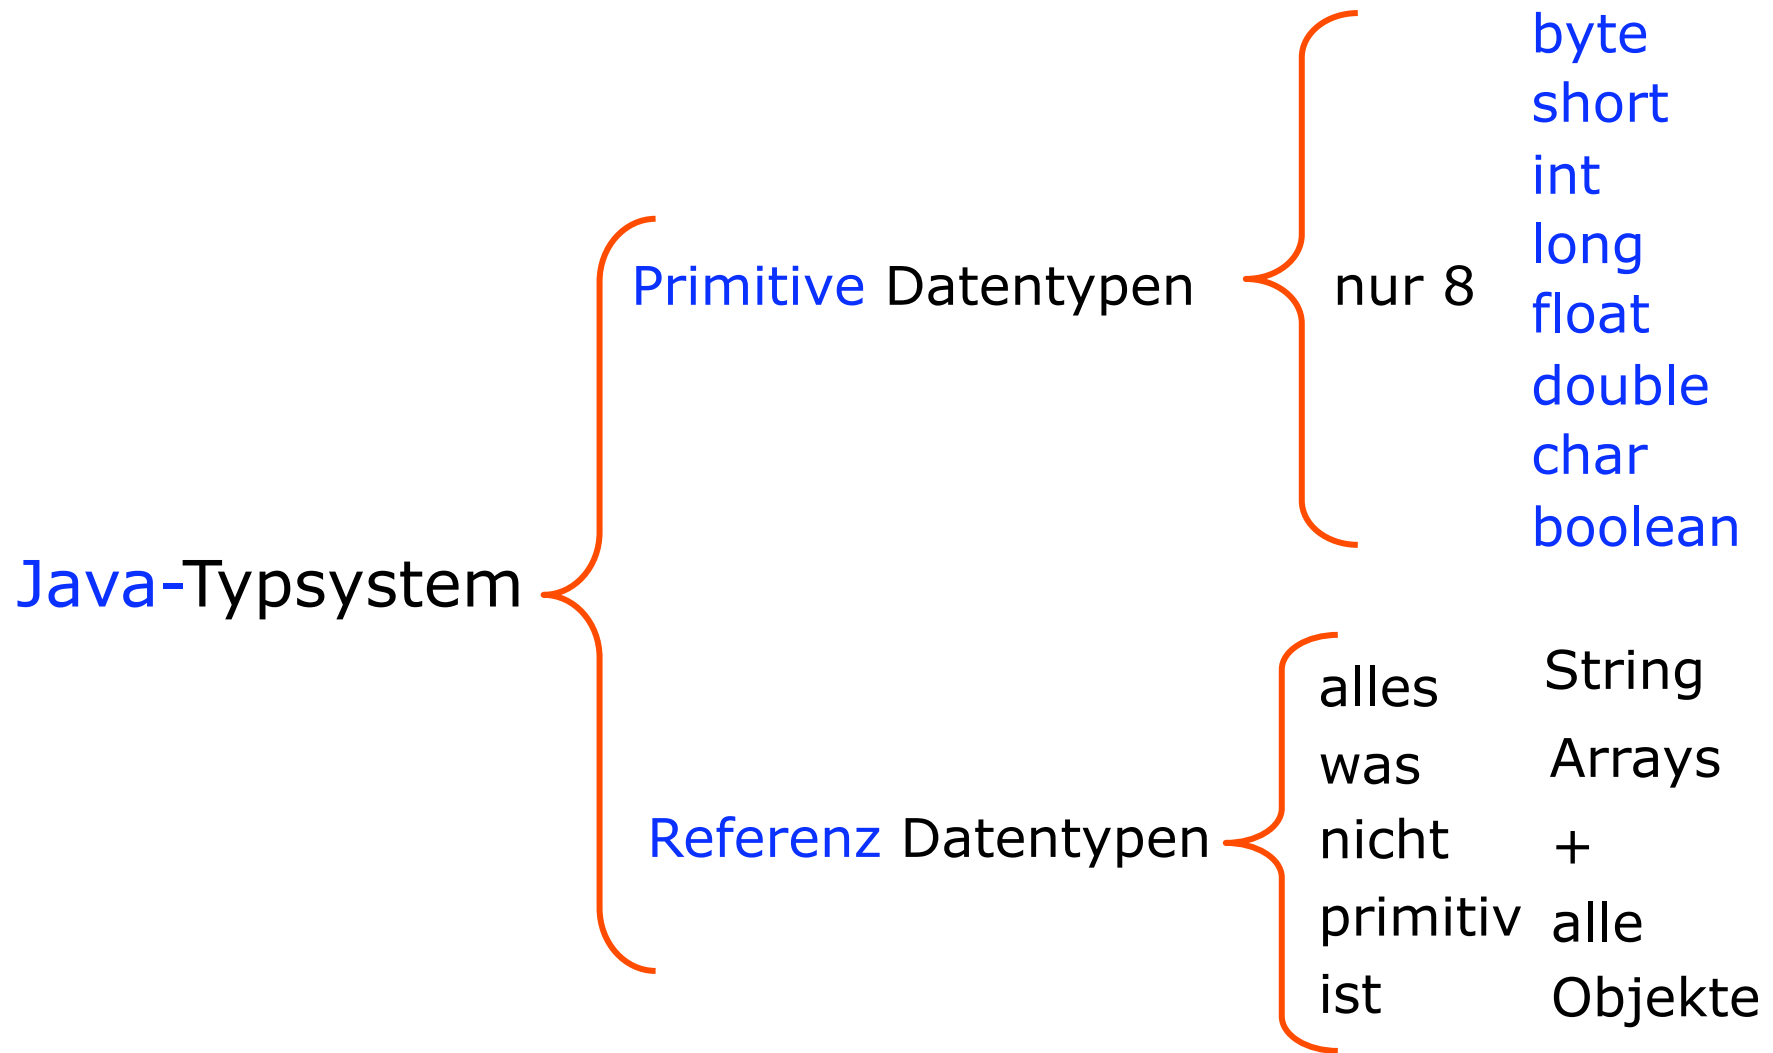 Java-Typsystem
Primitive Datentypen
nur 8
byte
short
int
long
float
double
char
boolean
Referenz Datentypen
alles
was
nicht
primitiv
ist
String
Arrays
+
alle
Objekte